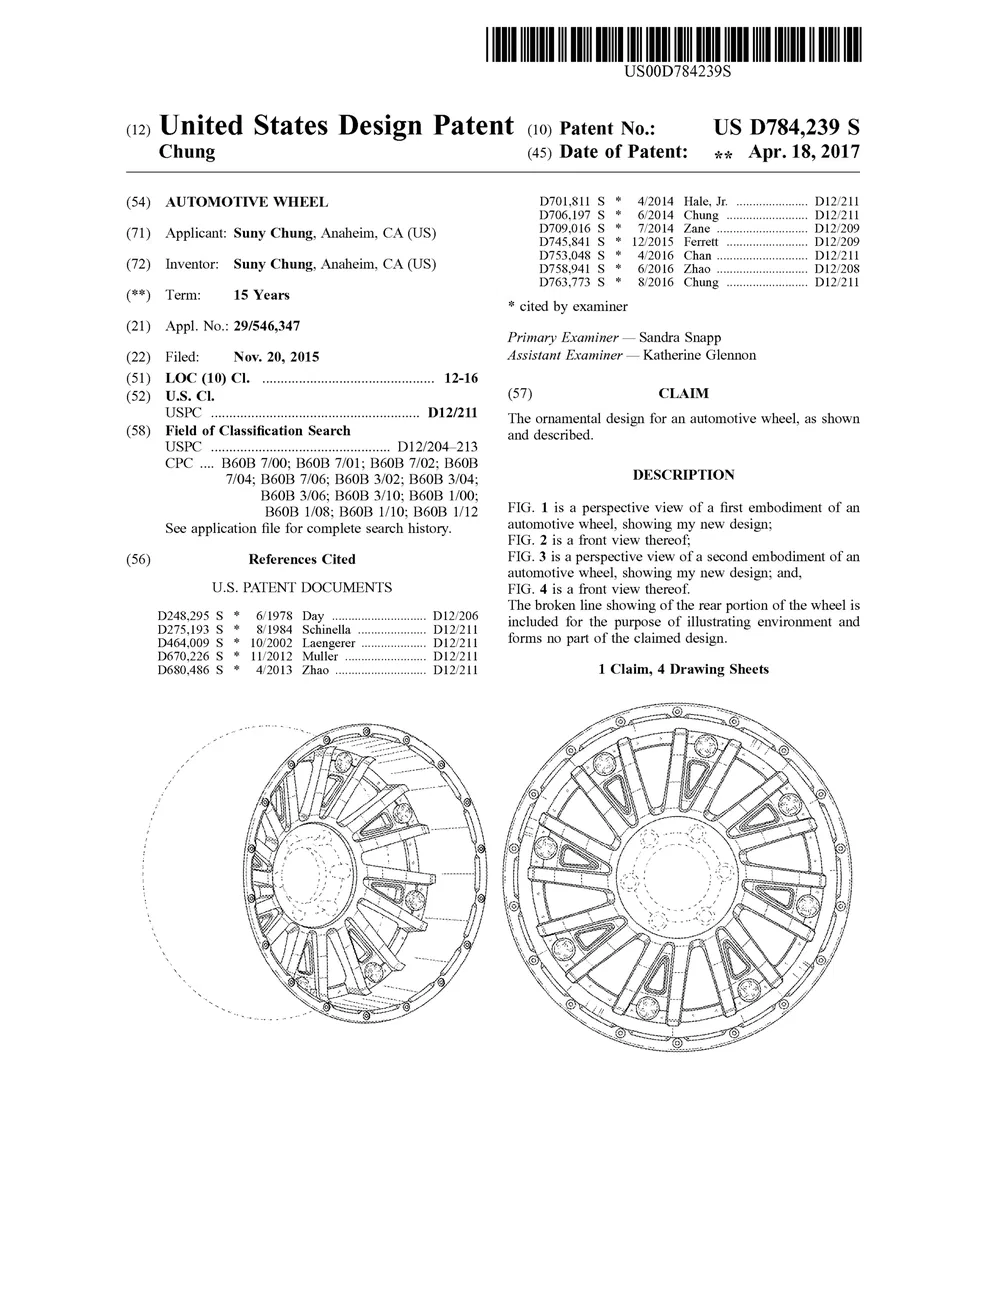 US00D784239S
(12) United States Design Patent
Chung
(10) Patent No.: US D784,239 S
(45) Date of Patent: ** Apr. 18, 2017
(54) AUTOMOTIVE WHEEL
(71) Applicant: Suny Chung, Anaheim, CA (US)
(72) Inventor: Suny Chung, Anaheim, CA (US)
(**) Term: 15 Years
(21) Appl. No.: 29/546,347
(22) Filed: Nov. 20, 2015
(51) LOC (10) Cl. ............................................... 12-16
(52) U.S. Cl.
USPC ......................................................... D12/211
(58) Field of Classification Search
USPC ................................................. D12/204–213
CPC .... B60B 7/00; B60B 7/01; B60B 7/02; B60B
7/04; B60B 7/06; B60B 3/02; B60B 3/04;
B60B 3/06; B60B 3/10; B60B 1/00;
B60B 1/08; B60B 1/10; B60B 1/12
See application file for complete search history.
(56) References Cited
U.S. PATENT DOCUMENTS
D248,295 S * 6/1978 Day ............................. D12/206
D275,193 S * 8/1984 Schinella ..................... D12/211
D464,009 S * 10/2002 Laengerer .................... D12/211
D670,226 S * 11/2012 Muller ......................... D12/211
D680,486 S * 4/2013 Zhao ............................ D12/211
D701,811 S * 4/2014 Hale, Jr. ...................... D12/211
D706,197 S * 6/2014 Chung ......................... D12/211
D709,016 S * 7/2014 Zane ............................ D12/209
D745,841 S * 12/2015 Ferrett ......................... D12/209
D753,048 S * 4/2016 Chan ............................ D12/211
D758,941 S * 6/2016 Zhao ............................ D12/208
D763,773 S * 8/2016 Chung ......................... D12/211
* cited by examiner
Primary Examiner — Sandra Snapp
Assistant Examiner — Katherine Glennon
(57) CLAIM
The ornamental design for an automotive wheel, as shown
and described.
DESCRIPTION
FIG. 1 is a perspective view of a first embodiment of an
automotive wheel, showing my new design;
FIG. 2 is a front view thereof;
FIG. 3 is a perspective view of a second embodiment of an
automotive wheel, showing my new design; and,
FIG. 4 is a front view thereof.
The broken line showing of the rear portion of the wheel is
included for the purpose of illustrating environment and
forms no part of the claimed design.
1 Claim, 4 Drawing Sheets